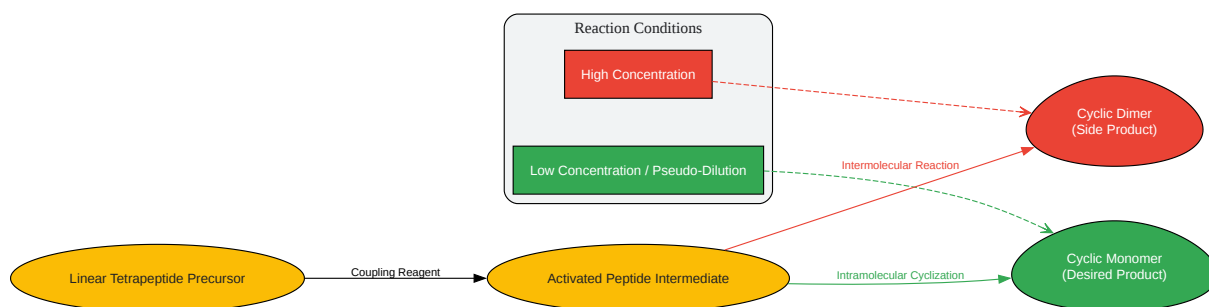 Reaction Conditions
High Concentration
Low Concentration / Pseudo-Dilution
Cyclic Dimer
(Side Product)
Intermolecular Reaction
Linear Tetrapeptide Precursor
Coupling Reagent
Activated Peptide Intermediate
Intramolecular Cyclization
Cyclic Monomer
(Desired Product)